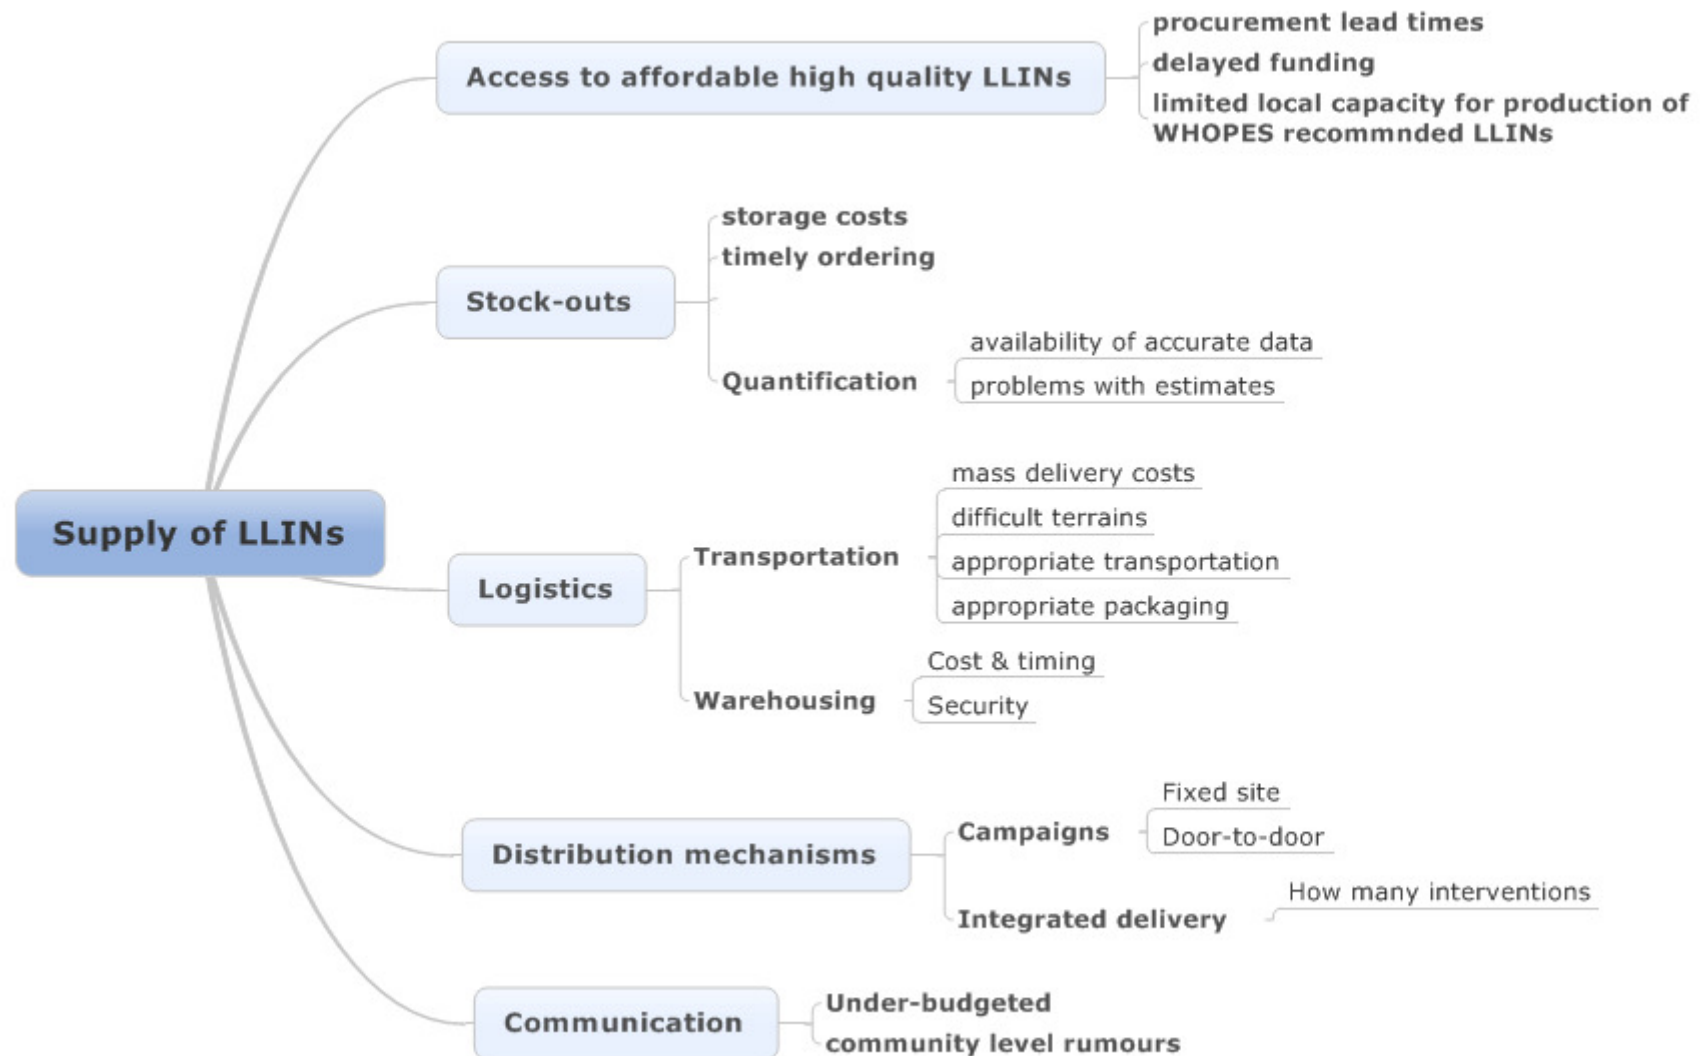 Supply of LLINs
Access to affordable high quality LLINs
procurement lead times
delayed funding
limited local capacity for production of
WHOPES recommnded LLINs
Stock-outs
storage costs
timely ordering
Quantification
availability of accurate data
problems with estimates
Logistics
Transportation
mass delivery costs
difficult terrains
appropriate transportation
appropriate packaging
Warehousing
Cost & timing
Security
Distribution mechanisms
Campaigns
Fixed site
Door-to-door
Integrated delivery
How many interventions
Communication
Under-budgeted
community level rumours